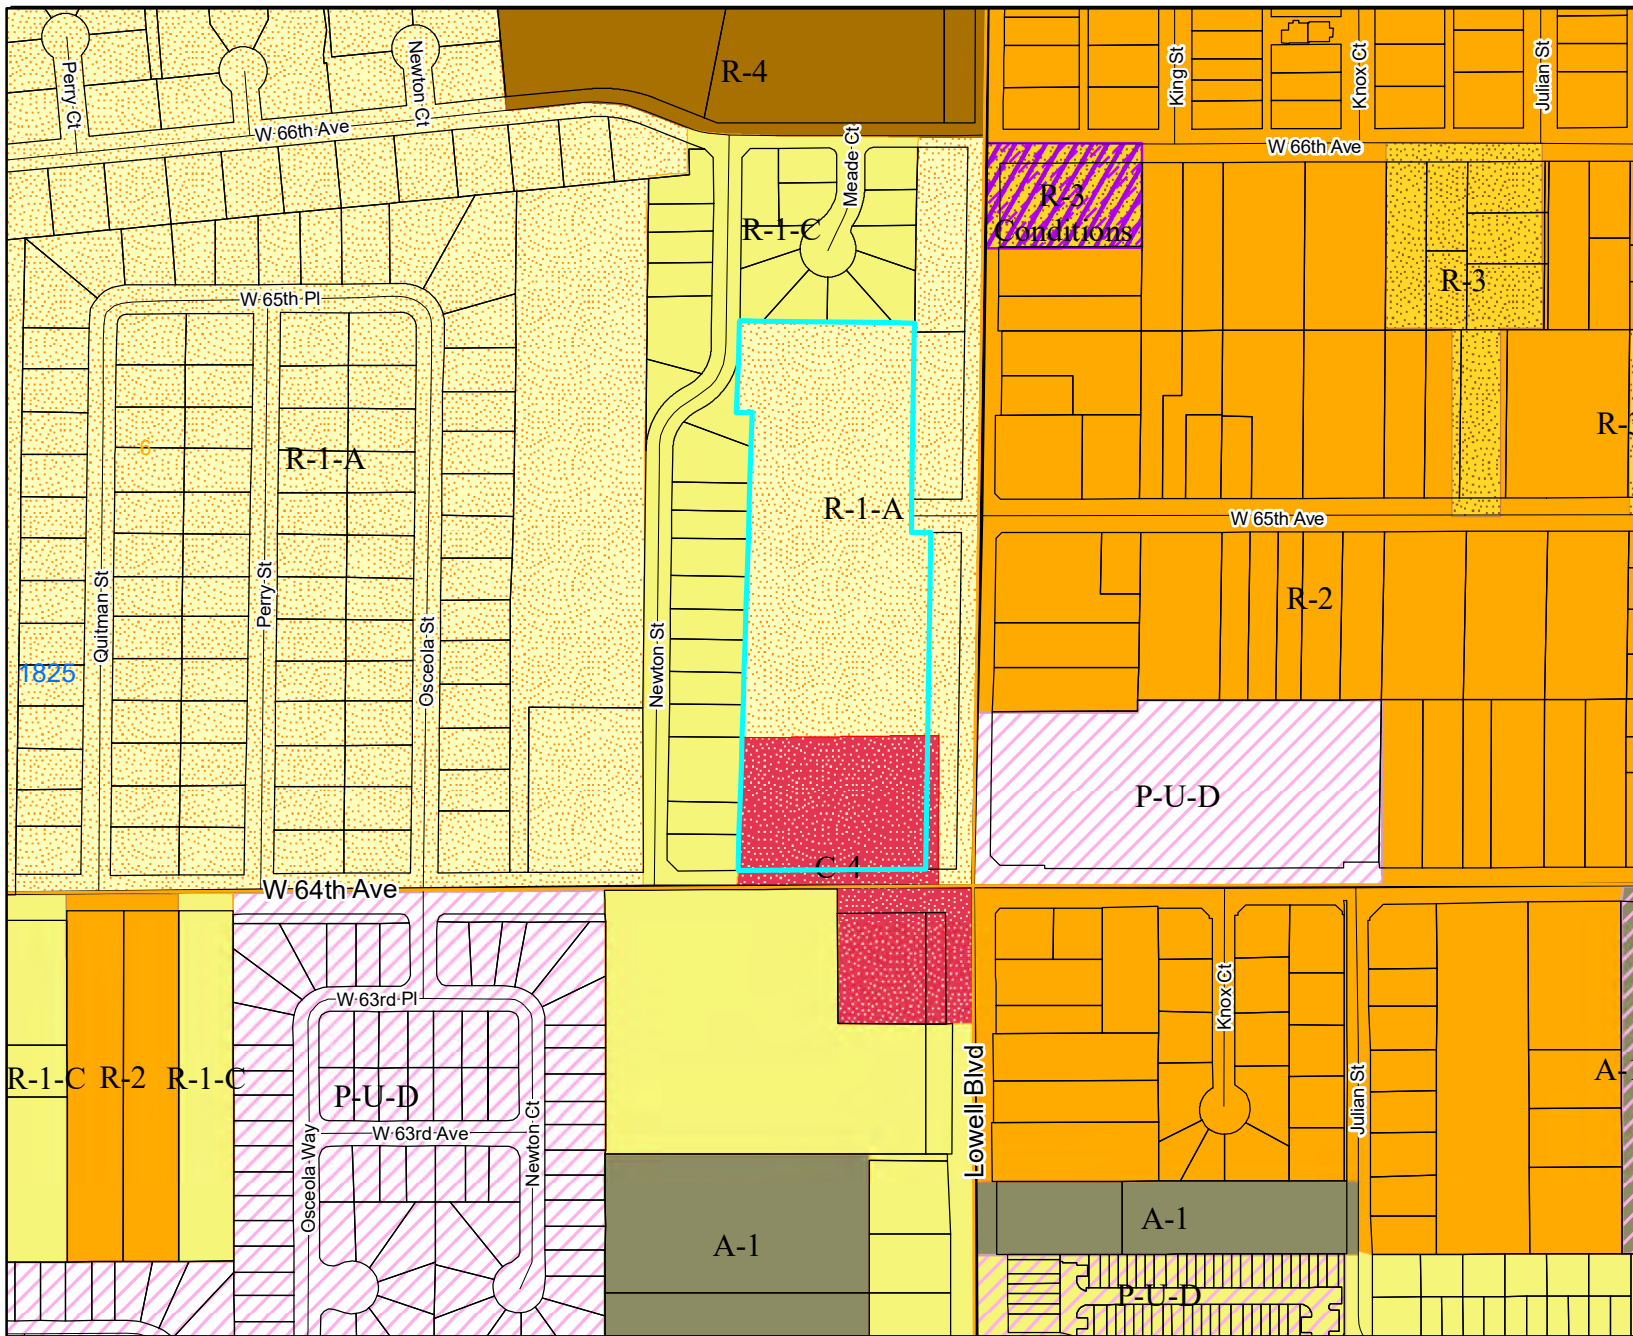 R-4
Perry Ct
Newton Ct
King St
Knox Ct
Julian St
W 66th Ave
Meade Ct
W 66th Ave
R-3
Conditions
R-1-C
R-3
W 65th Pl
6
R-1-A
R-1-A
W 65th Ave
R-2
Quitman St
Perry St
Osceola St
Newton St
1825
P-U-D
C-4
W 64th Ave
W 63rd Pl
Knox Ct
R-1-C
R-2
R-1-C
P-U-D
Lowell Blvd
Julian St
W 63rd Ave
Osceola Way
Newton Ct
A-1
A-1
P-U-D